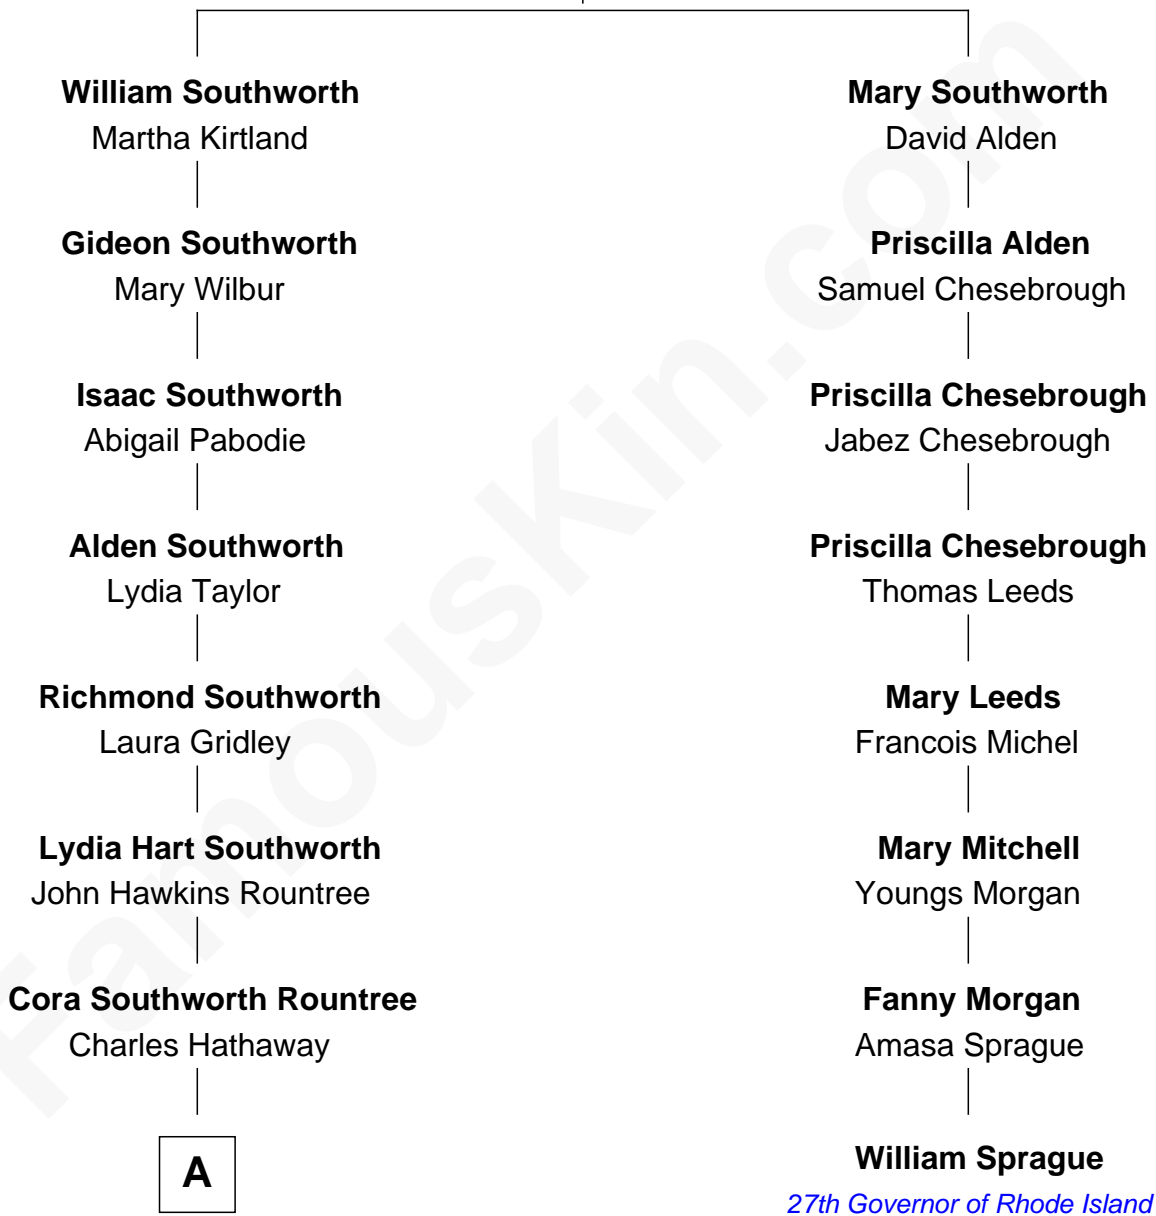 William Southworth
Martha Kirtland
Mary Southworth
David Alden
Gideon Southworth
Mary Wilbur
Priscilla Alden
Samuel Chesebrough
Isaac Southworth
Abigail Pabodie
Priscilla Chesebrough
Jabez Chesebrough
Alden Southworth
Lydia Taylor
Priscilla Chesebrough
Thomas Leeds
Richmond Southworth
Laura Gridley
Mary Leeds
Francois Michel
Lydia Hart Southworth
John Hawkins Rountree
Mary Mitchell
Youngs Morgan
Cora Southworth Rountree
Charles Hathaway
Fanny Morgan
Amasa Sprague
A
William Sprague
27th Governor of Rhode Island
FamousKin.com